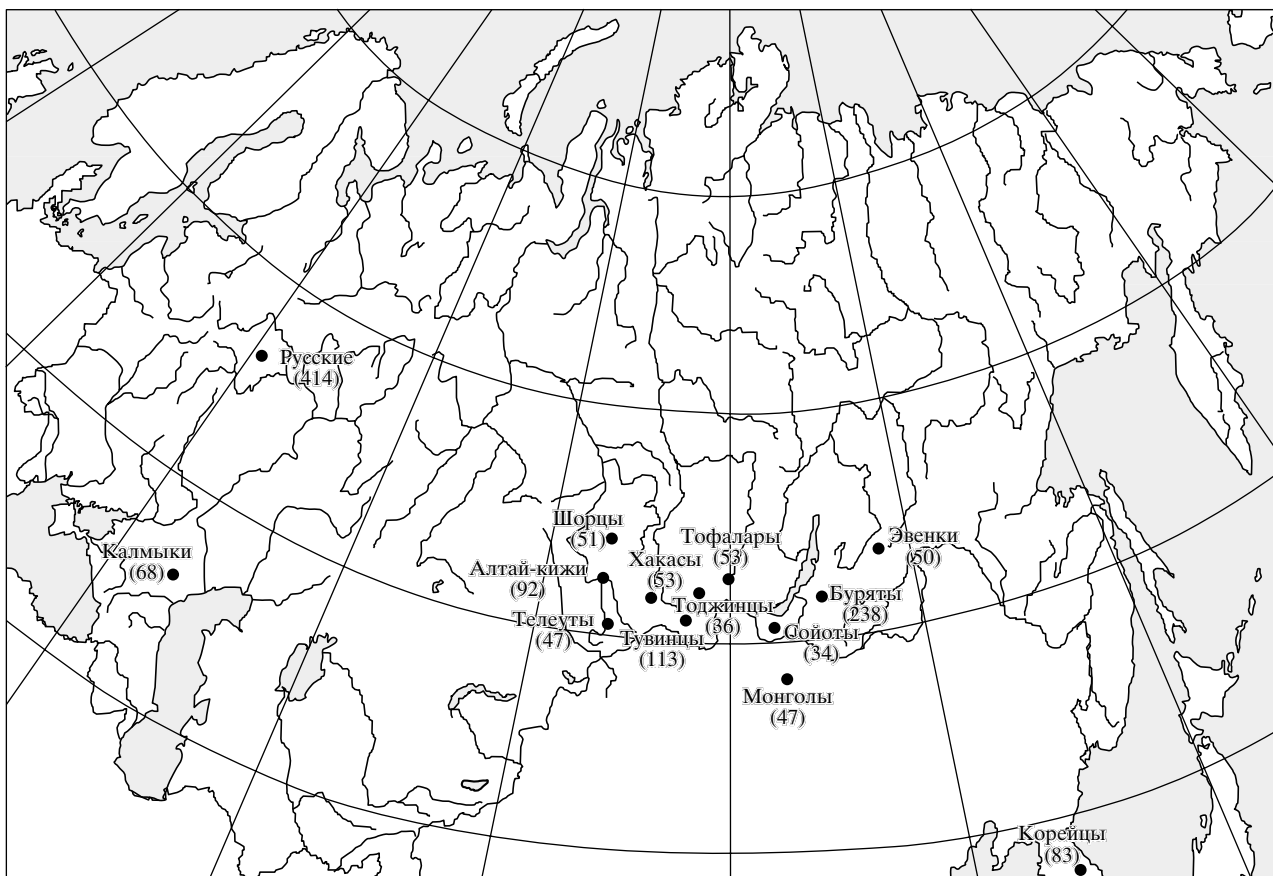 Русские
(414)
Шорцы
(51)
Тофалары
(53)
Эвенки
(50)
Калмыки
(68)
Хакасы
(53)
Алтай-кижи
(92)
Тоджинцы
(36)
Буряты
(238)
Телеуты
(47)
Тувинцы
(113)
Сойоты
(34)
Монголы
(47)
Корейцы
(83)